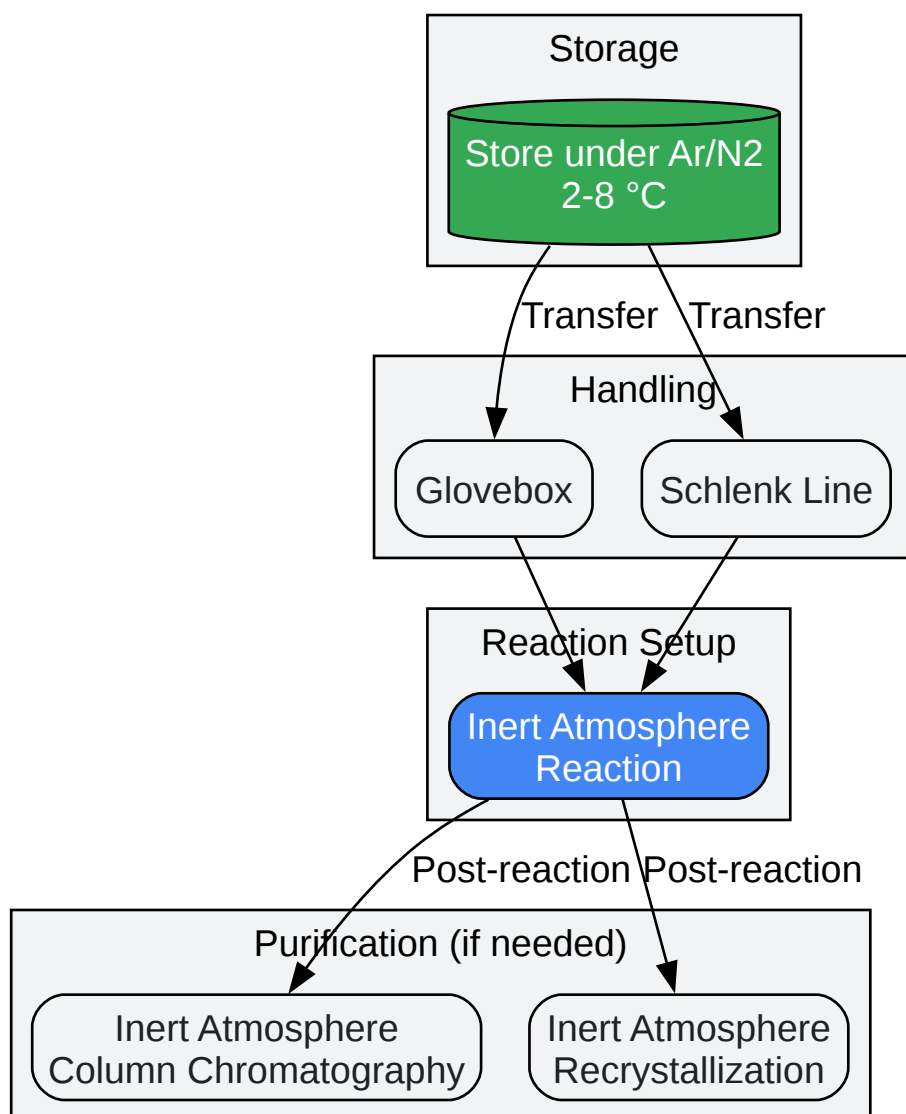 Storage
Store under Ar/N2
2-8 °C
Transfer
Transfer
Handling
Glovebox
Schlenk Line
Reaction Setup
Inert Atmosphere
Reaction
Post-reaction
Post-reaction
Purification (if needed)
Inert Atmosphere
Column Chromatography
Inert Atmosphere
Recrystallization